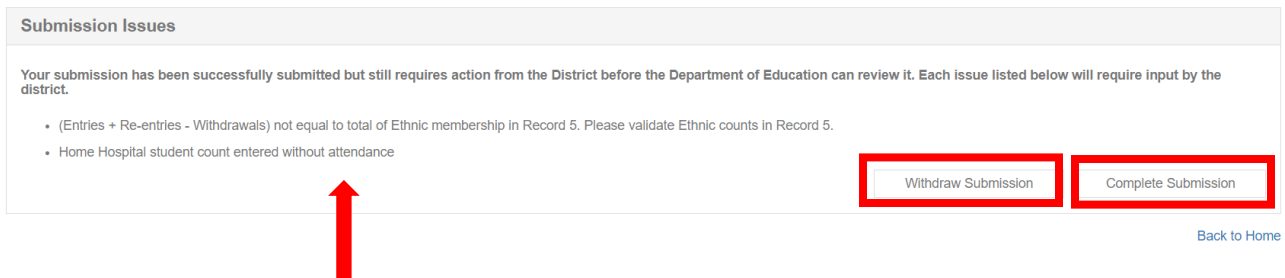 Submission Issues
Your submission has been successfully submitted but still requires action from the District before the Department of Education can review it. Each issue listed below will require input by the
district.
• (Entries + Re-entries - Withdrawals) not equal to total of Ethnic membership in Record 5. Please validate Ethnic counts in Record 5.
• Home Hospital student count entered without attendance
Withdraw Submission Complete Submission
Back to Home